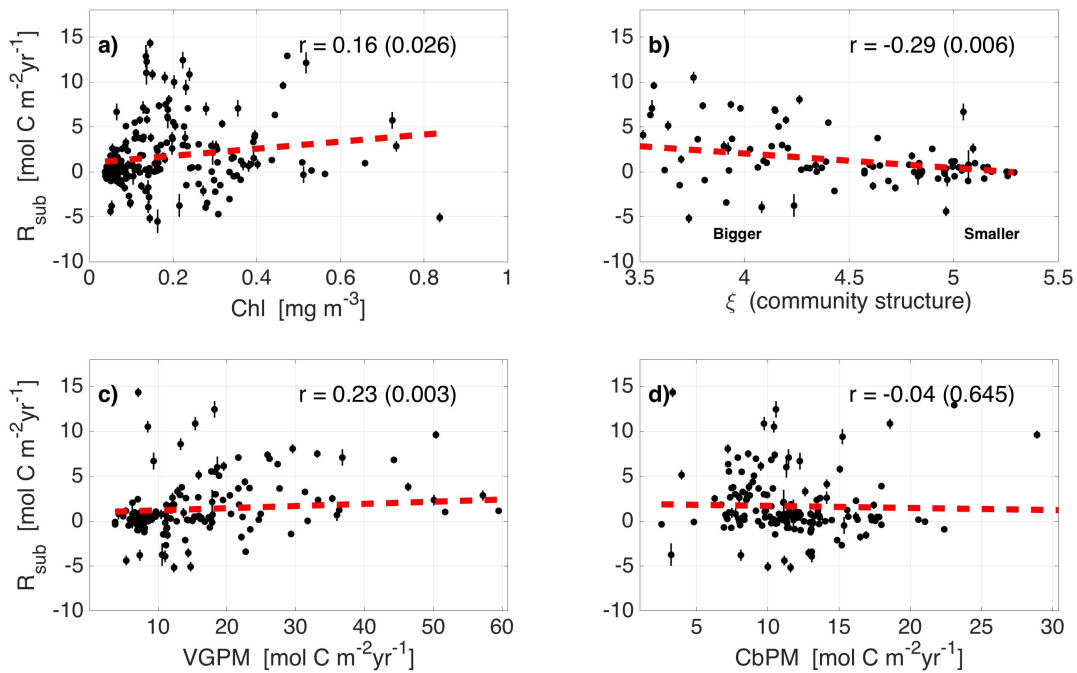 a)
r = 0.16 (0.026)
15
10
5
0
-5
-10
R_sub [mol C m^-2 yr^-1]
0
0.2
0.4
0.6
0.8
1
Chl [mg m^-3]
b)
r = -0.29 (0.006)
15
10
5
0
-5
-10
Bigger
Smaller
3.5
4
4.5
5
5.5
ξ (community structure)
c)
r = 0.23 (0.003)
15
10
5
0
-5
-10
R_sub [mol C m^-2 yr^-1]
10
20
30
40
50
60
VGPM [mol C m^-2 yr^-1]
d)
r = -0.04 (0.645)
15
10
5
0
-5
-10
5
10
15
20
25
30
CbPM [mol C m^-2 yr^-1]